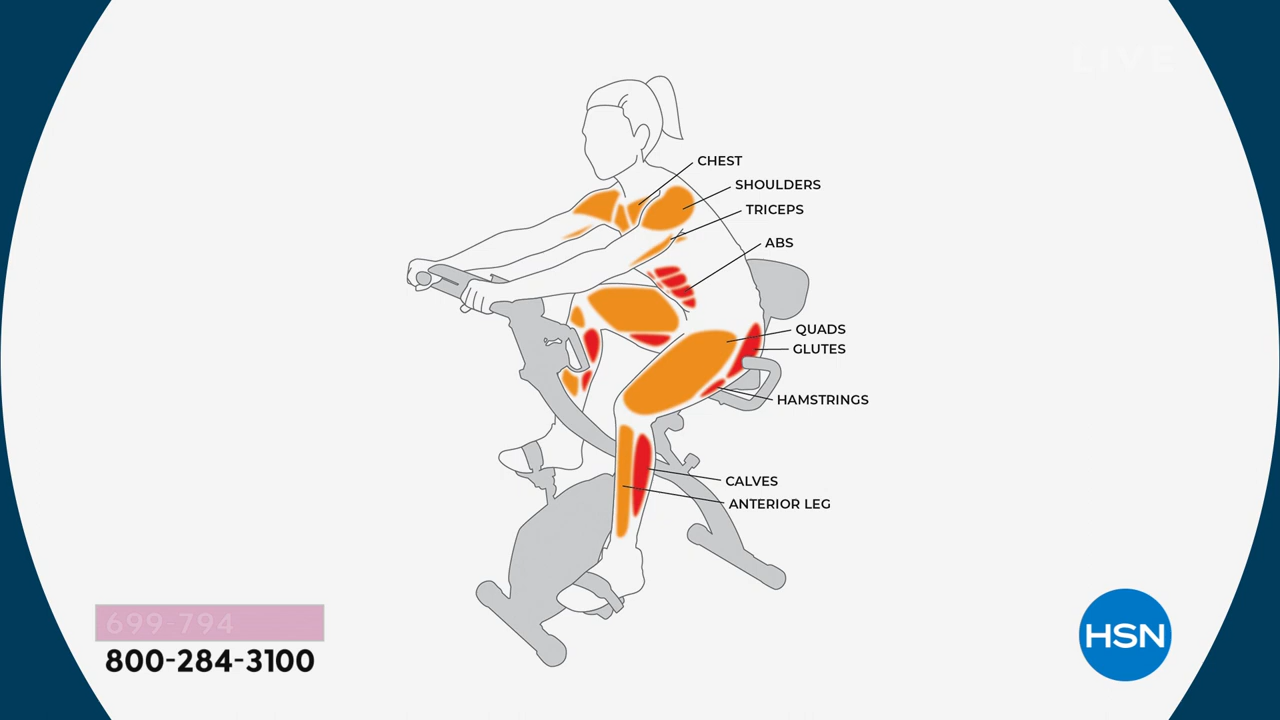 LIVE
CHEST
SHOULDERS
TRICEPS
ABS
QUADS
GLUTES
HAMSTRINGS
CALVES
ANTERIOR LEG
699-794
800-284-3100
HSN